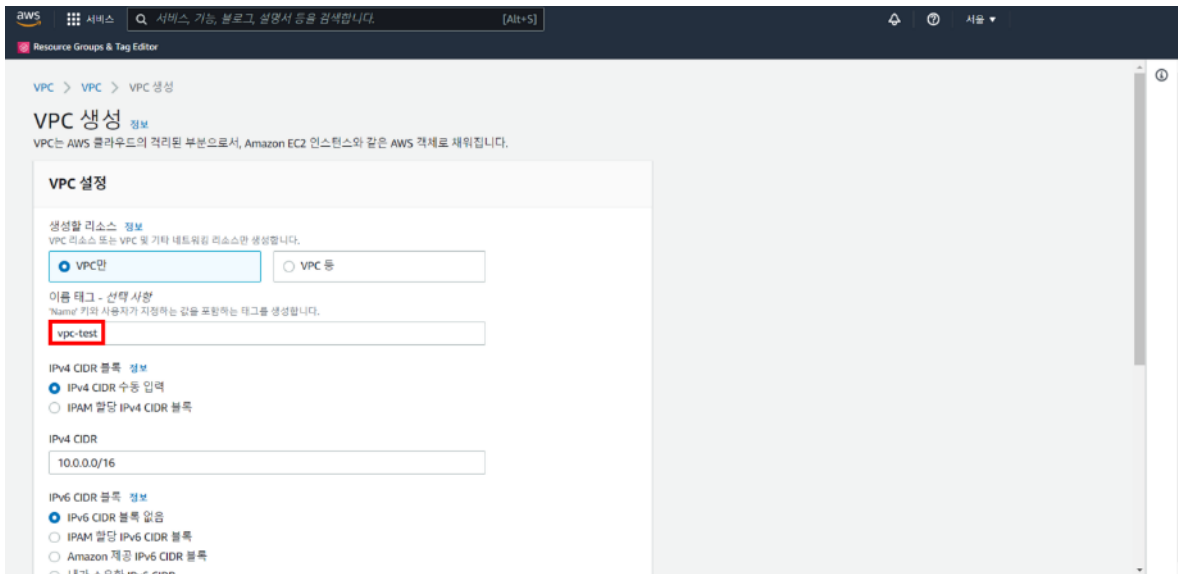 aws 서비스 서비스, 기능, 블로그, 설명서 등을 검색합니다. [Alt+S] 서울 ▼
Resource Groups & Tag Editor
VPC > VPC > VPC 생성
VPC 생성 정보
VPC는 AWS 클라우드의 격리된 부분으로서, Amazon EC2 인스턴스와 같은 AWS 객체로 채워집니다.
VPC 설정
생성할 리소스 정보
VPC 리소스 또는 VPC 및 기타 네트워킹 리소스만 생성합니다.
VPC만 VPC 등
이름 태그 - 선택 사항
'Name' 키와 사용자가 지정하는 값을 포함하는 태그를 생성합니다.
vpc-test
IPv4 CIDR 블록 정보
IPv4 CIDR 수동 입력
IPAM 할당 IPv4 CIDR 블록
IPv4 CIDR
10.0.0.0/16
IPv6 CIDR 블록 정보
IPv6 CIDR 블록 없음
IPAM 할당 IPv6 CIDR 블록
Amazon 제공 IPv6 CIDR 블록